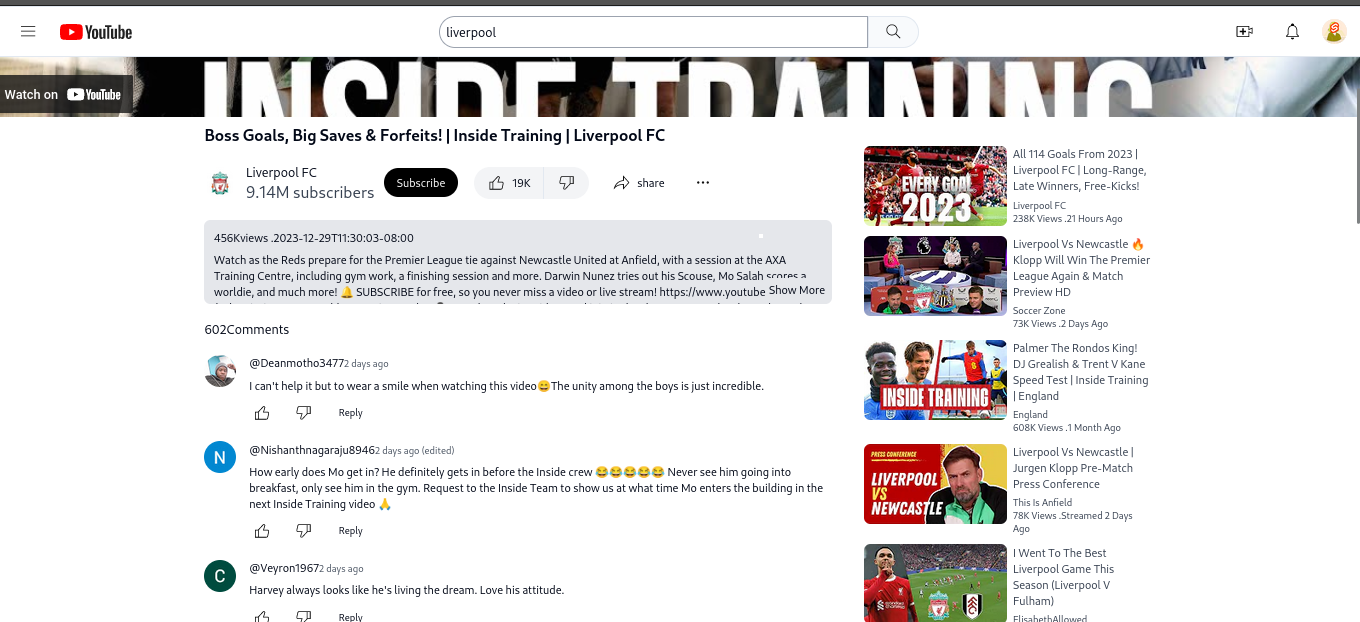 YouTube
liverpool
Watch on YouTube
INSIDE TRAINING
Boss Goals, Big Saves & Forfeits! | Inside Training | Liverpool FC
Liverpool FC
9.14M subscribers
Subscribe
19K
share
456Kviews .2023-12-29T11:30:03-08:00
Watch as the Reds prepare for the Premier League tie against Newcastle United at Anfield, with a session at the AXA
Training Centre, including gym work, a finishing session and more. Darwin Nunez tries out his Scouse, Mo Salah scores a
worldie, and much more! 🔔 SUBSCRIBE for free, so you never miss a video or live stream! https://www.youtube
Show More
602Comments
@Deanmotho34772 days ago
I can't help it but to wear a smile when watching this video😄The unity among the boys is just incredible.
Reply
N
@Nishanthnagaraju89462 days ago (edited)
How early does Mo get in? He definitely gets in before the Inside crew 😂😂😂😂😂 Never see him going into
breakfast, only see him in the gym. Request to the Inside Team to show us at what time Mo enters the building in the
next Inside Training video 🙏
Reply
C
@Veyron19672 days ago
Harvey always looks like he's living the dream. Love his attitude.
Reply
EVERY GOAL
2023
All 114 Goals From 2023 |
Liverpool FC | Long-Range,
Late Winners, Free-Kicks!
Liverpool FC
238K Views .21 Hours Ago
Liverpool Vs Newcastle 🔥
Klopp Will Win The Premier
League Again & Match
Preview HD
Soccer Zone
73K Views .2 Days Ago
INSIDE TRAINING
Palmer The Rondos King!
DJ Grealish & Trent V Kane
Speed Test | Inside Training
| England
England
608K Views .1 Month Ago
PRESS CONFERENCE
LIVERPOOL
VS
NEWCASTLE
Liverpool Vs Newcastle |
Jurgen Klopp Pre-Match
Press Conference
This Is Anfield
78K Views .Streamed 2 Days
Ago
I Went To The Best
Liverpool Game This
Season (Liverpool V
Fulham)
ElisabethAllowed